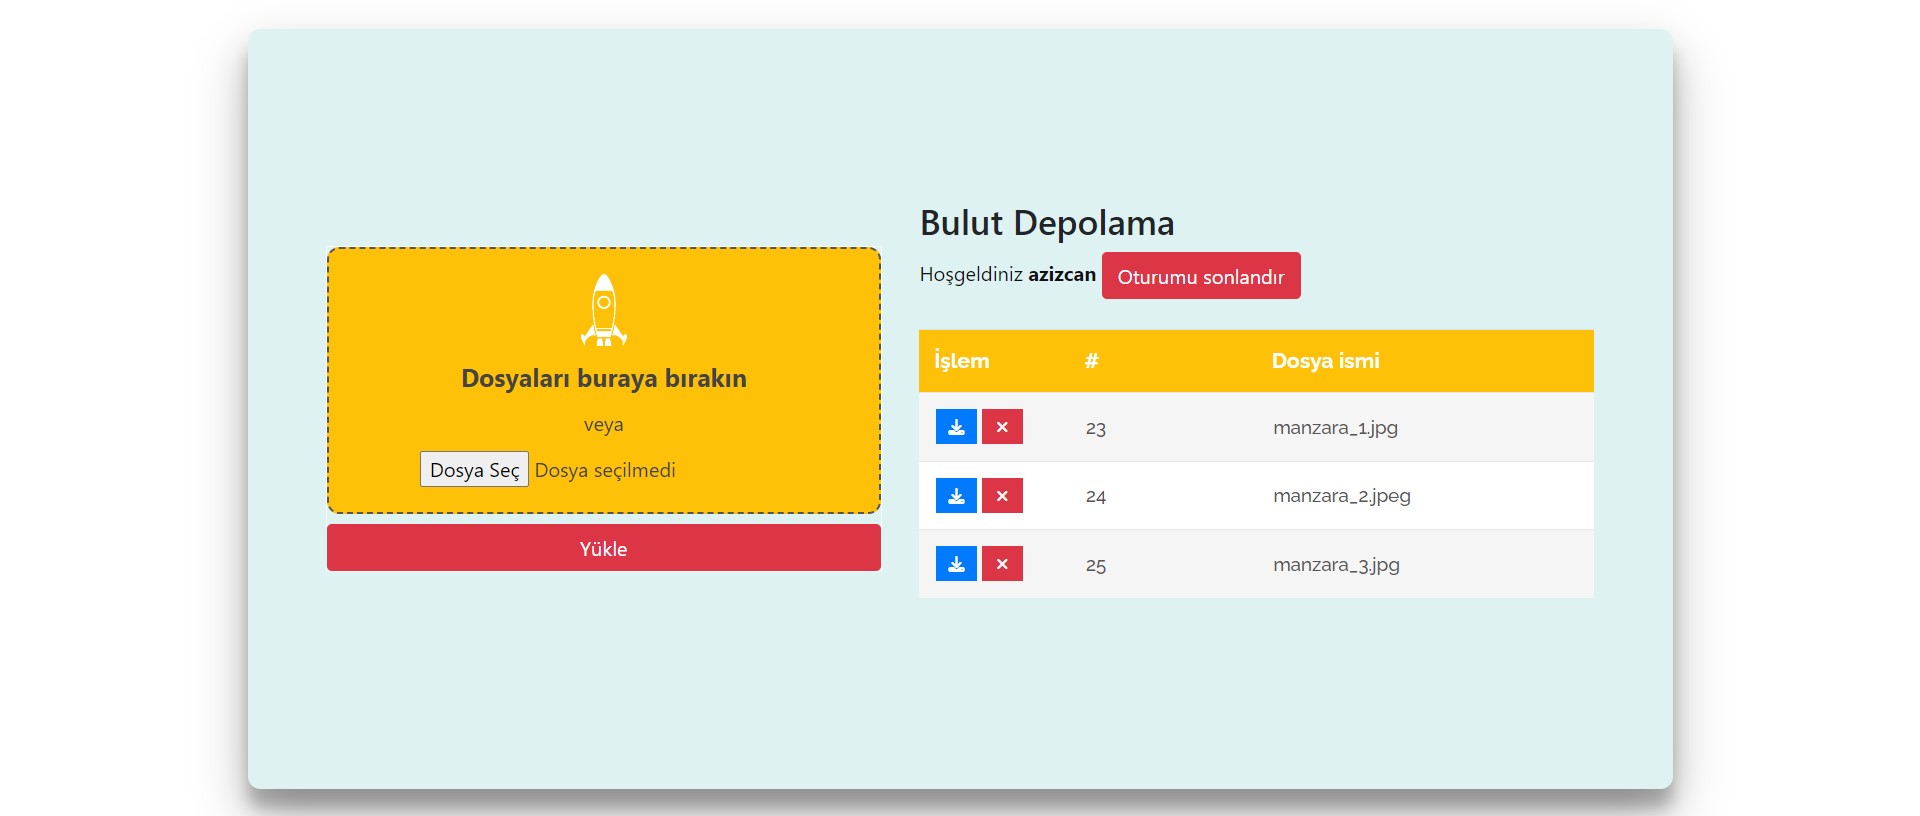 Dosyaları buraya bırakın
veya
Dosya Seç Dosya seçilmedi
Yükle
Bulut Depolama
Hoşgeldiniz azizcan Oturumu sonlandır
İşlem # Dosya ismi
23 manzara_1.jpg
24 manzara_2.jpeg
25 manzara_3.jpg